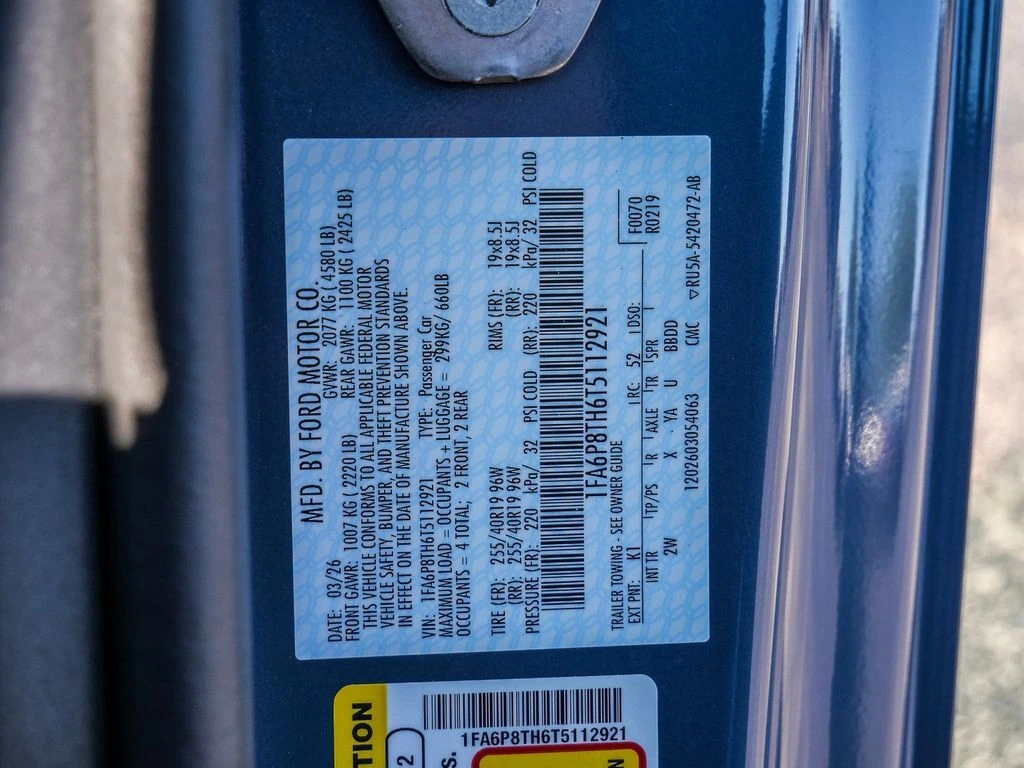 MFD. BY FORD MOTOR CO.
DATE: 03/26 GVWR: 2077 KG ( 4580 LB)
FRONT GAWR: 1007 KG ( 2220 LB) REAR GAWR: 1100 KG ( 2425 LB)
THIS VEHICLE CONFORMS TO ALL APPLICABLE FEDERAL MOTOR
VEHICLE SAFETY, BUMPER, AND THEFT PREVENTION STANDARDS
IN EFFECT ON THE DATE OF MANUFACTURE SHOWN ABOVE.
VIN: 1FA6P8TH6T5112921 TYPE: Passenger Car
MAXIMUM LOAD = OCCUPANTS + LUGGAGE = 299KG/ 660LB
OCCUPANTS = 4 TOTAL, 2 FRONT, 2 REAR
TIRE (FR): 255/40R19 96W RIMS (FR): 19x8.5J
(RR): 255/40R19 96W (RR): 19x8.5J
PRESSURE (FR): 220 kPa/ 32 PSI COLD (RR): 220 kPa/ 32 PSI COLD
1FA6P8TH6T5112921
TRAILER TOWING - SEE OWNER GUIDE F0070
EXT PNT: K1 RC: 52 DSO: R0219
INT TR TP/PS R AXLE TR SPR
2W X - YA U BBDD
1202603054063 CMC ▽RU5A-5420472-AB
TION
2
S.
1FA6P8TH6T5112921
N